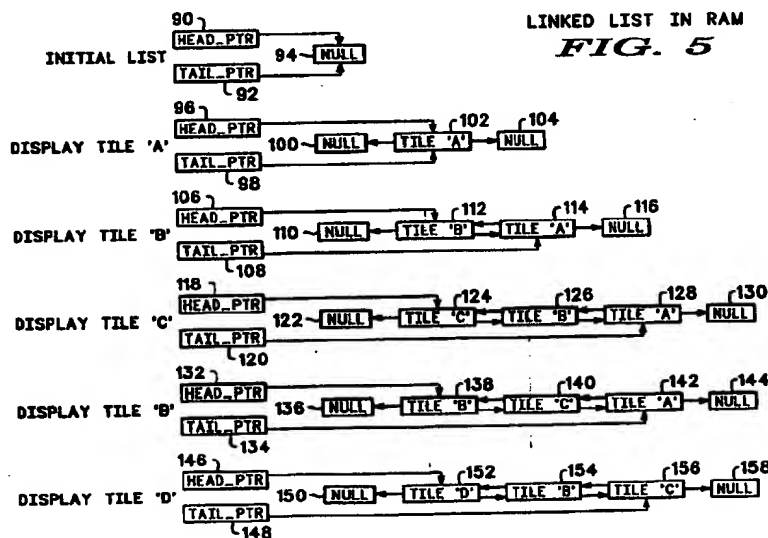 LINKED LIST IN RAM
FIG. 5
90
HEAD_PTR
INITIAL LIST
94
NULL
TAIL_PTR
92
96
HEAD_PTR
102
104
DISPLAY TILE 'A'
100
NULL
TILE 'A'
NULL
TAIL_PTR
98
106
HEAD_PTR
112
114
116
DISPLAY TILE 'B'
110
NULL
TILE 'B'
TILE 'A'
NULL
TAIL_PTR
108
118
HEAD_PTR
124
126
128
130
DISPLAY TILE 'C'
122
NULL
TILE 'C'
TILE 'B'
TILE 'A'
NULL
TAIL_PTR
120
132
HEAD_PTR
138
140
142
144
DISPLAY TILE 'B'
136
NULL
TILE 'B'
TILE 'C'
TILE 'A'
NULL
TAIL_PTR
134
146
HEAD_PTR
152
154
156
158
DISPLAY TILE 'D'
150
NULL
TILE 'D'
TILE 'B'
TILE 'C'
NULL
TAIL_PTR
148